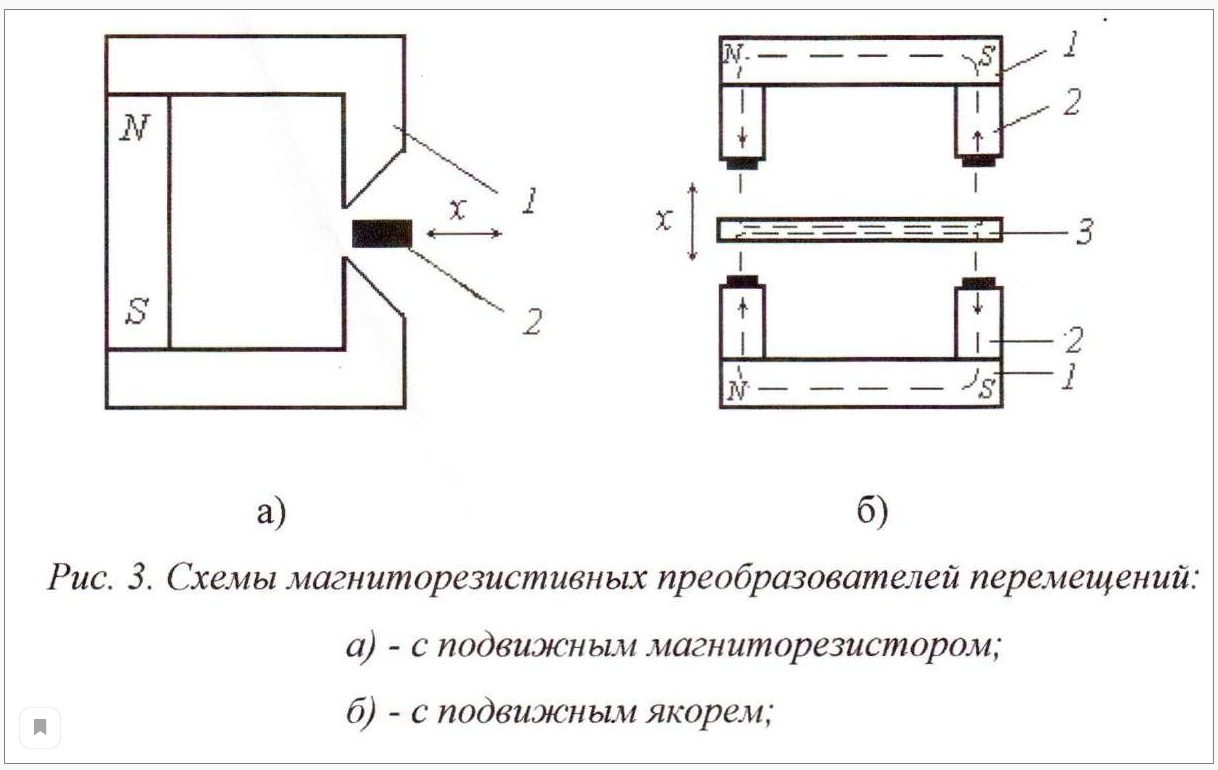 N
S
x
1
2
а)
N
S
1
2
x
3
2
1
N
S
б)
Рис. 3. Схемы магниторезистивных преобразователей перемещений:
а) - с подвижным магниторезистором;
б) - с подвижным якорем;